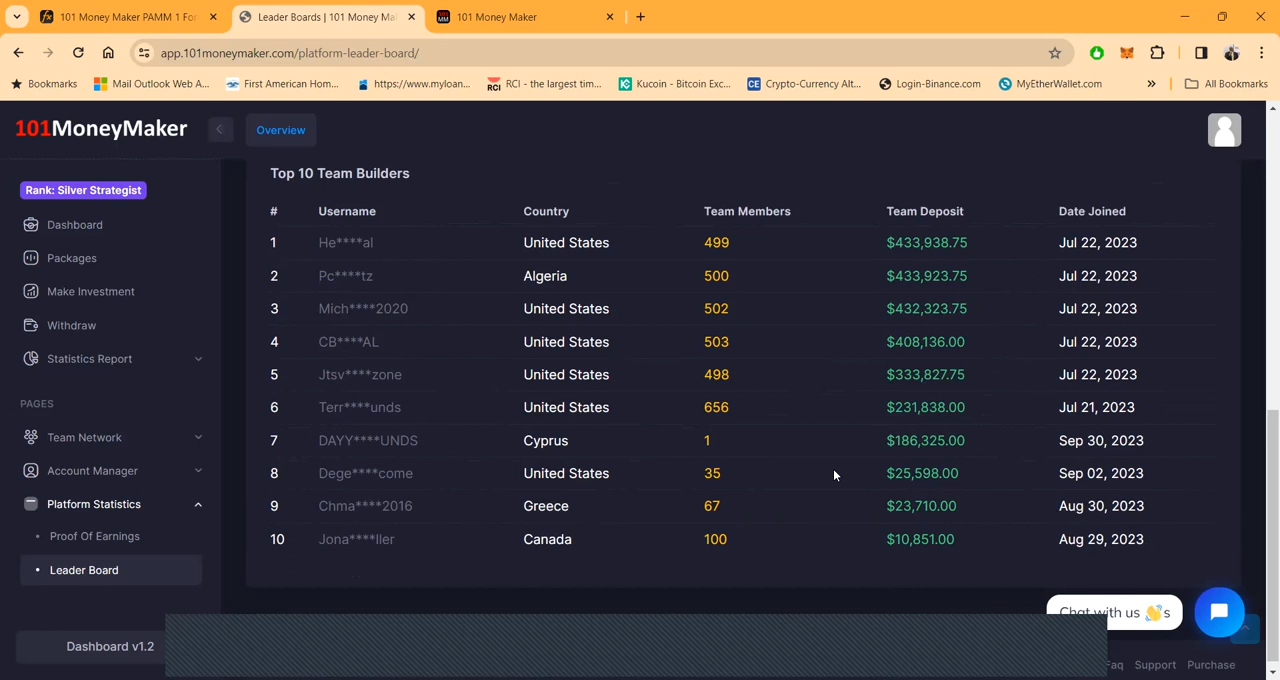 101 Money Maker PAMM 1 For
Leader Boards | 101 Money Ma
101 Money Maker
app.101moneymaker.com/platform-leader-board/
Bookmarks
Mail Outlook Web A...
First American Hom...
https://www.myloan...
RCI - the largest tim...
Kucoin - Bitcoin Exc...
Crypto-Currency Alt...
Login-Binance.com
MyEtherWallet.com
»
All Bookmarks
101MoneyMaker
Overview
Rank: Silver Strategist
Dashboard
Packages
Make Investment
Withdraw
Statistics Report
PAGES
Team Network
Account Manager
Platform Statistics
Proof Of Earnings
Leader Board
Dashboard v1.2
Top 10 Team Builders
# Username Country Team Members Team Deposit Date Joined
1 He****al United States 499 $433,938.75 Jul 22, 2023
2 Pc****tz Algeria 500 $433,923.75 Jul 22, 2023
3 Mich****2020 United States 502 $432,323.75 Jul 22, 2023
4 CB****AL United States 503 $408,136.00 Jul 22, 2023
5 Jtsv****zone United States 498 $333,827.75 Jul 22, 2023
6 Terr****unds United States 656 $231,838.00 Jul 21, 2023
7 DAYY****UNDS Cyprus 1 $186,325.00 Sep 30, 2023
8 Dege****come United States 35 $25,598.00 Sep 02, 2023
9 Chma****2016 Greece 67 $23,710.00 Aug 30, 2023
10 Jona****ller Canada 100 $10,851.00 Aug 29, 2023
Chat with us 👋s
Faq Support Purchase